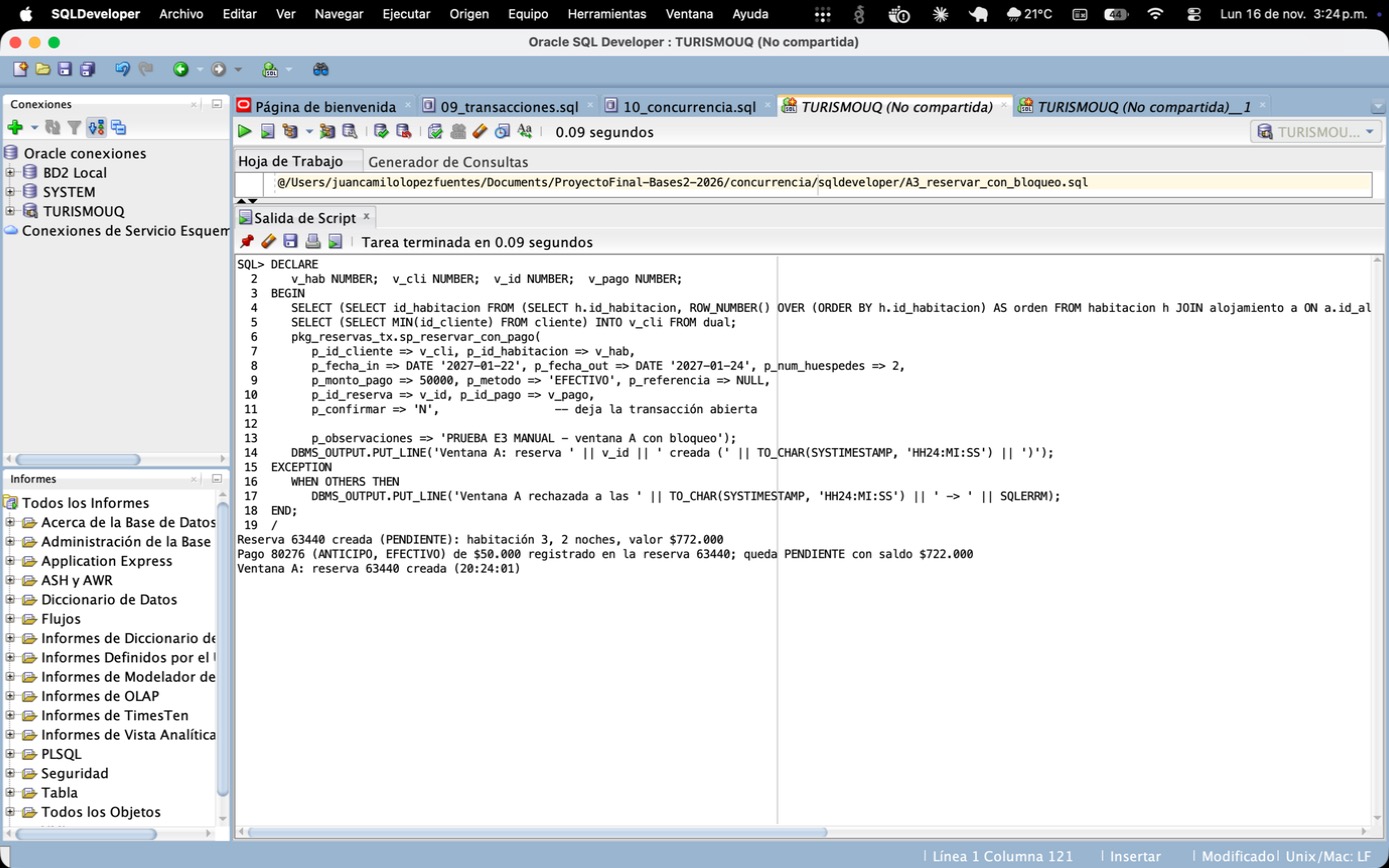 SQLDeveloper Archivo Editar Ver Navegar Ejecutar Origen Equipo Herramientas Ventana Ayuda 21°C 44 Lun 16 de nov. 3:24 p.m.
Oracle SQL Developer : TURISMOUQ (No compartida)
Conexiones
Oracle conexiones
BD2 Local
SYSTEM
TURISMOUQ
Conexiones de Servicio Esquem
Informes
Todos los Informes
Acerca de la Base de Datos
Administración de la Base
Application Express
ASH y AWR
Diccionario de Datos
Flujos
Informes de Diccionario de
Informes Definidos por el U
Informes de Modelador de
Informes de OLAP
Informes de TimesTen
Informes de Vista Analítica
PLSQL
Seguridad
Tabla
Todos los Objetos
Página de bienvenida 09_transacciones.sql 10_concurrencia.sql TURISMOUQ (No compartida) TURISMOUQ (No compartida)__1
0.09 segundos TURISMOU...
Hoja de Trabajo Generador de Consultas
@/Users/juancamilolopezfuentes/Documents/ProyectoFinal-Bases2-2026/concurrencia/sqldeveloper/A3_reservar_con_bloqueo.sql
Salida de Script
Tarea terminada en 0.09 segundos
SQL> DECLARE
2 v_hab NUMBER; v_cli NUMBER; v_id NUMBER; v_pago NUMBER;
3 BEGIN
4 SELECT (SELECT id_habitacion FROM (SELECT h.id_habitacion, ROW_NUMBER() OVER (ORDER BY h.id_habitacion) AS orden FROM habitacion h JOIN alojamiento a ON a.id_al
5 SELECT (SELECT MIN(id_cliente) FROM cliente) INTO v_cli FROM dual;
6 pkg_reservas_tx.sp_reservar_con_pago(
7 p_id_cliente => v_cli, p_id_habitacion => v_hab,
8 p_fecha_in => DATE '2027-01-22', p_fecha_out => DATE '2027-01-24', p_num_huespedes => 2,
9 p_monto_pago => 50000, p_metodo => 'EFECTIVO', p_referencia => NULL,
10 p_id_reserva => v_id, p_id_pago => v_pago,
11 p_confirmar => 'N', -- deja la transacción abierta
12
13 p_observaciones => 'PRUEBA E3 MANUAL - ventana A con bloqueo');
14 DBMS_OUTPUT.PUT_LINE('Ventana A: reserva ' || v_id || ' creada (' || TO_CHAR(SYSTIMESTAMP, 'HH24:MI:SS') || ')');
15 EXCEPTION
16 WHEN OTHERS THEN
17 DBMS_OUTPUT.PUT_LINE('Ventana A rechazada a las ' || TO_CHAR(SYSTIMESTAMP, 'HH24:MI:SS') || ' -> ' || SQLERRM);
18 END;
19 /
Reserva 63440 creada (PENDIENTE): habitación 3, 2 noches, valor $772.000
Pago 80276 (ANTICIPO, EFECTIVO) de $50.000 registrado en la reserva 63440; queda PENDIENTE con saldo $722.000
Ventana A: reserva 63440 creada (20:24:01)
Línea 1 Columna 121 Insertar Modificado Unix/Mac: LF